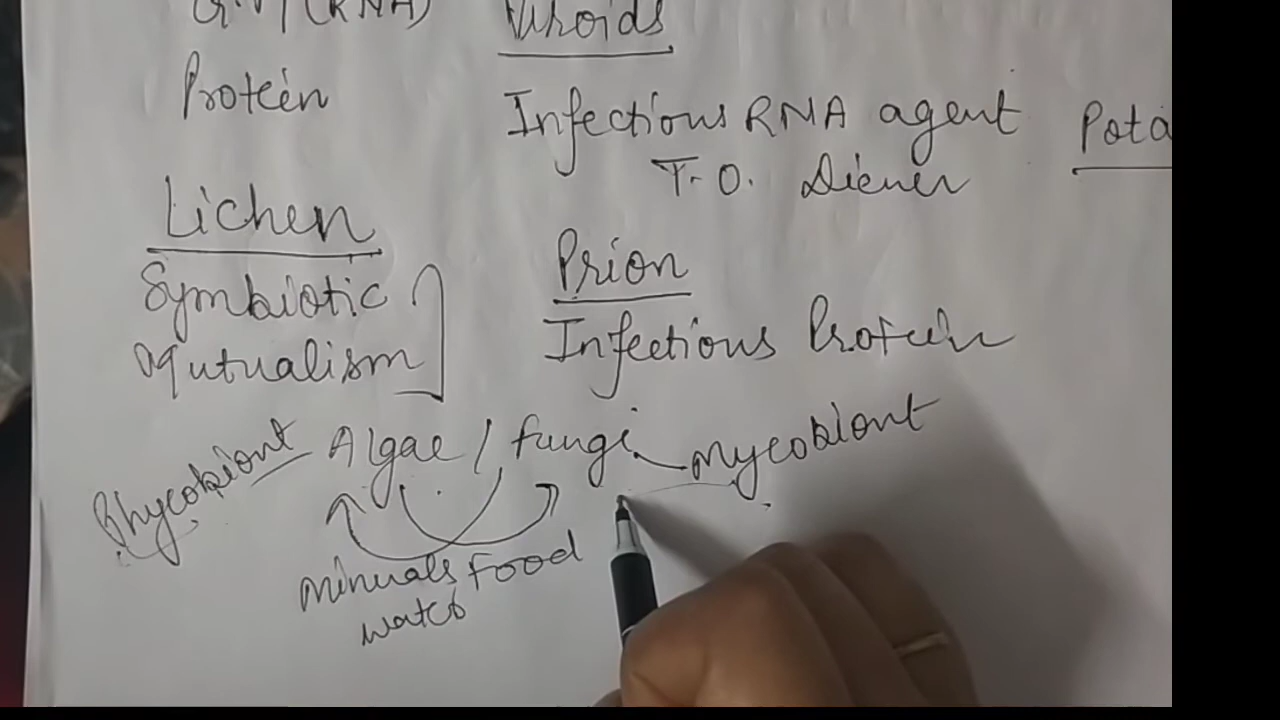 (RNA)
Viroids
Protein
Infectious RNA agent
Pota
T.O. Diener
Lichen
Symbiotic
Mutualism
Prion
Infectious Protein
Phycobiont Algae / fungi mycobiont
minerals Food
water